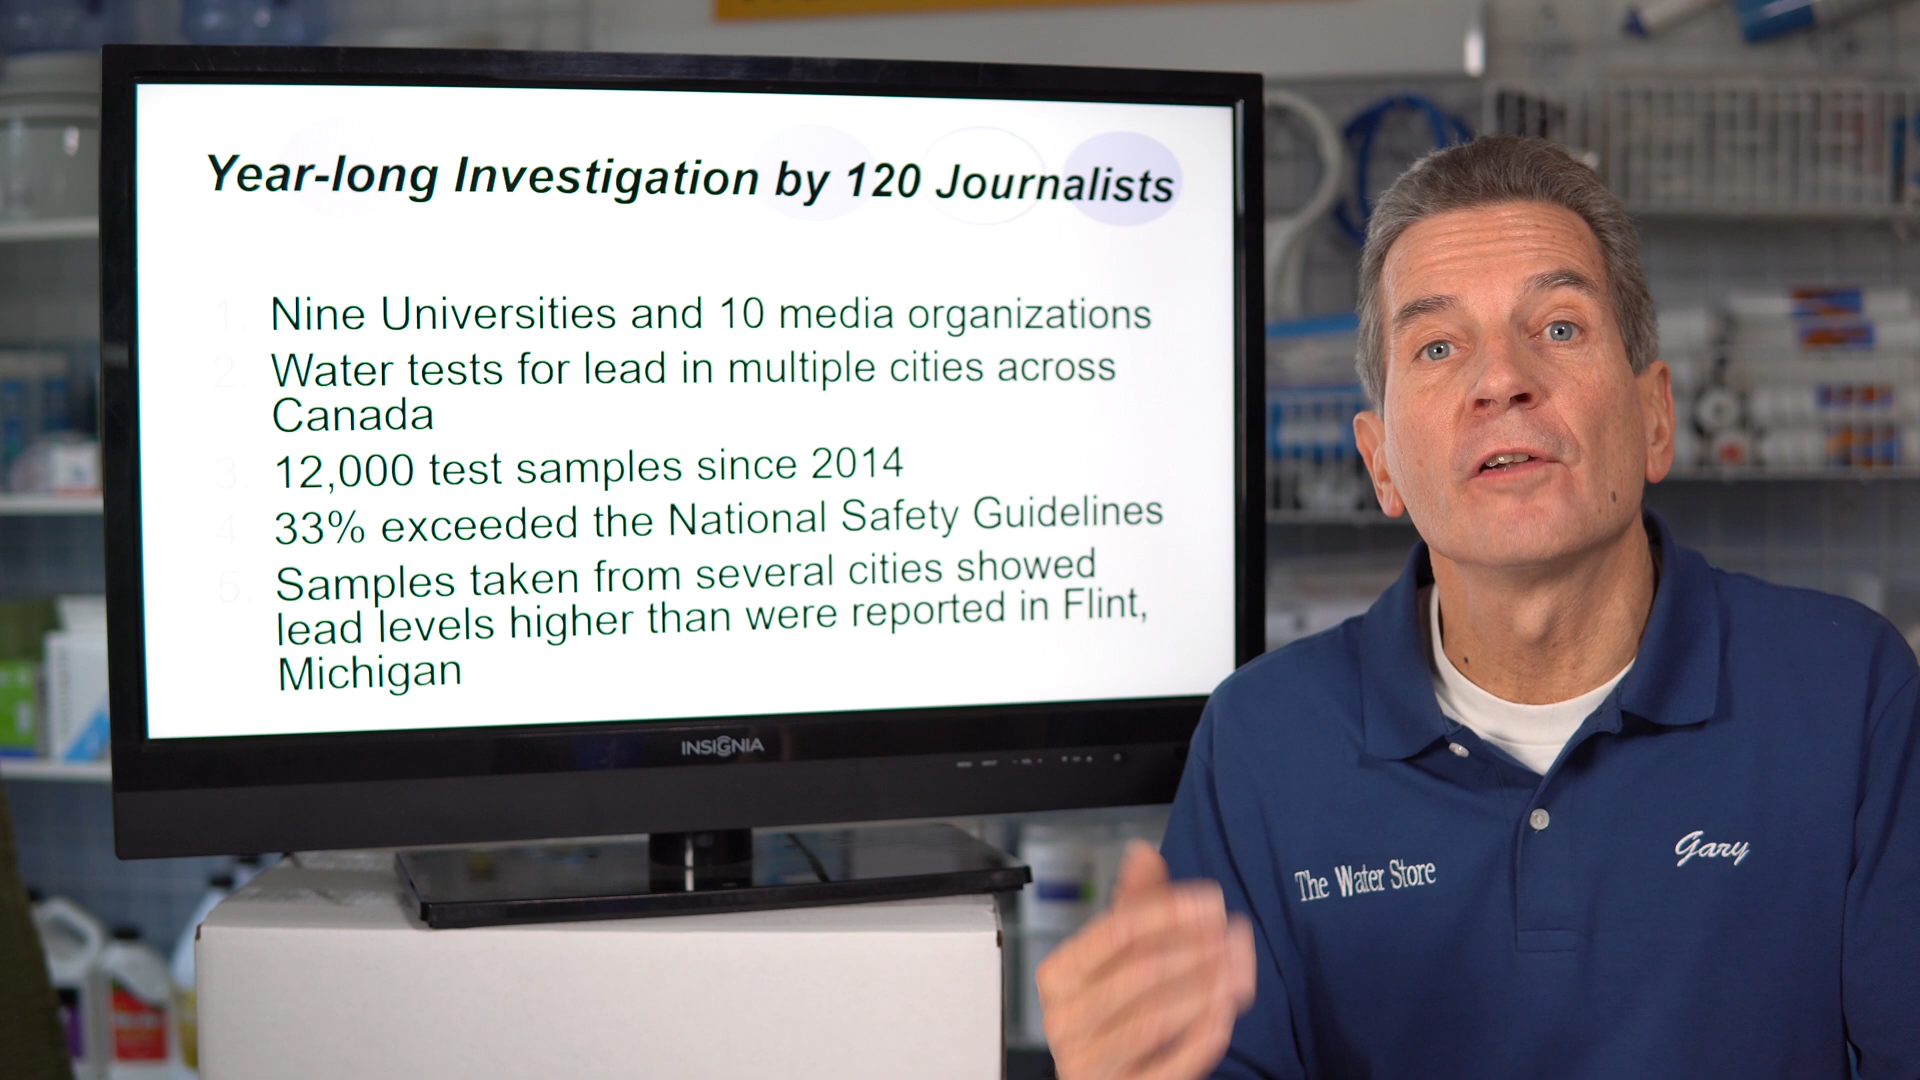 Year-long Investigation by 120 Journalists
1. Nine Universities and 10 media organizations
2. Water tests for lead in multiple cities across
Canada
3. 12,000 test samples since 2014
4. 33% exceeded the National Safety Guidelines
5. Samples taken from several cities showed
lead levels higher than were reported in Flint,
Michigan
INSIGNIA
The Water Store
Gary